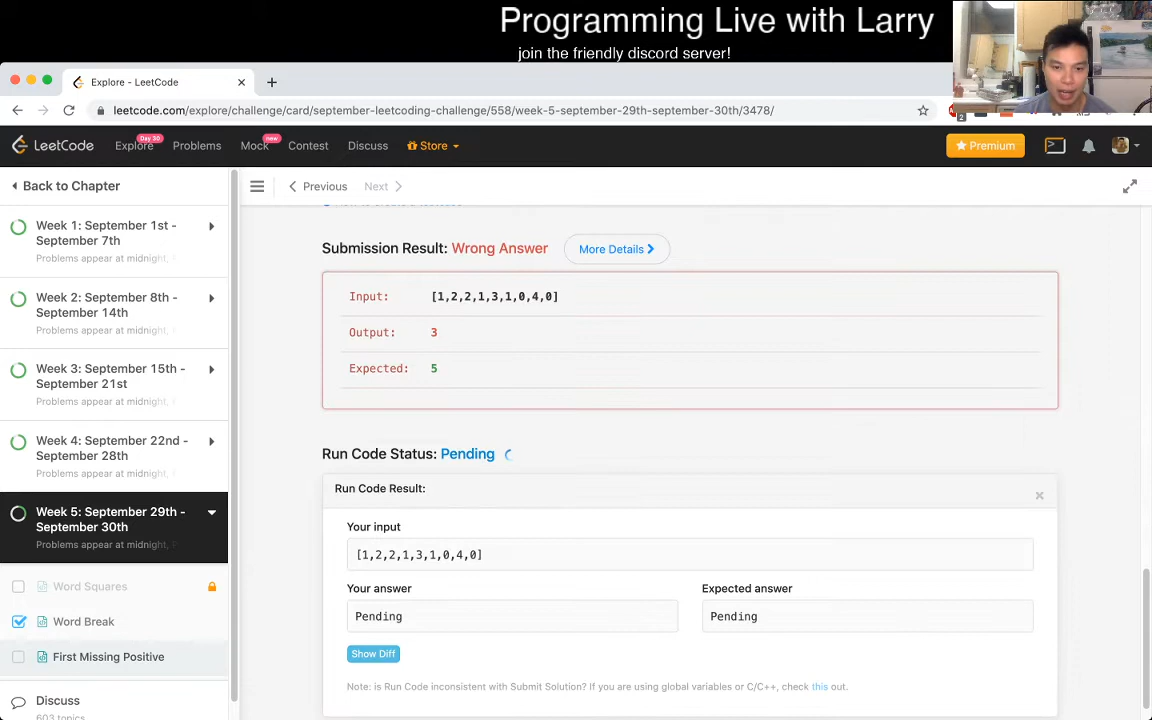 Programming Live with Larry
join the friendly discord server!
Explore - LeetCode
leetcode.com/explore/challenge/card/september-leetcoding-challenge/558/week-5-september-29th-september-30th/3478/
2
LeetCode
Explore
Day 30
Problems
Mock
new
Contest
Discuss
Store
Premium
Back to Chapter
Previous
Next
Week 1: September 1st -
September 7th
Problems appear at midnight,
Week 2: September 8th -
September 14th
Problems appear at midnight,
Week 3: September 15th -
September 21st
Problems appear at midnight,
Week 4: September 22nd -
September 28th
Problems appear at midnight,
Week 5: September 29th -
September 30th
Problems appear at midnight,
Word Squares
Word Break
First Missing Positive
Discuss
603 topics
Submission Result: Wrong Answer
More Details
Input: [1,2,2,1,3,1,0,4,0]
Output: 3
Expected: 5
Run Code Status: Pending
Run Code Result:
Your input
[1,2,2,1,3,1,0,4,0]
Your answer
Expected answer
Pending
Pending
Show Diff
Note: is Run Code inconsistent with Submit Solution? If you are using global variables or C/C++, check this out.